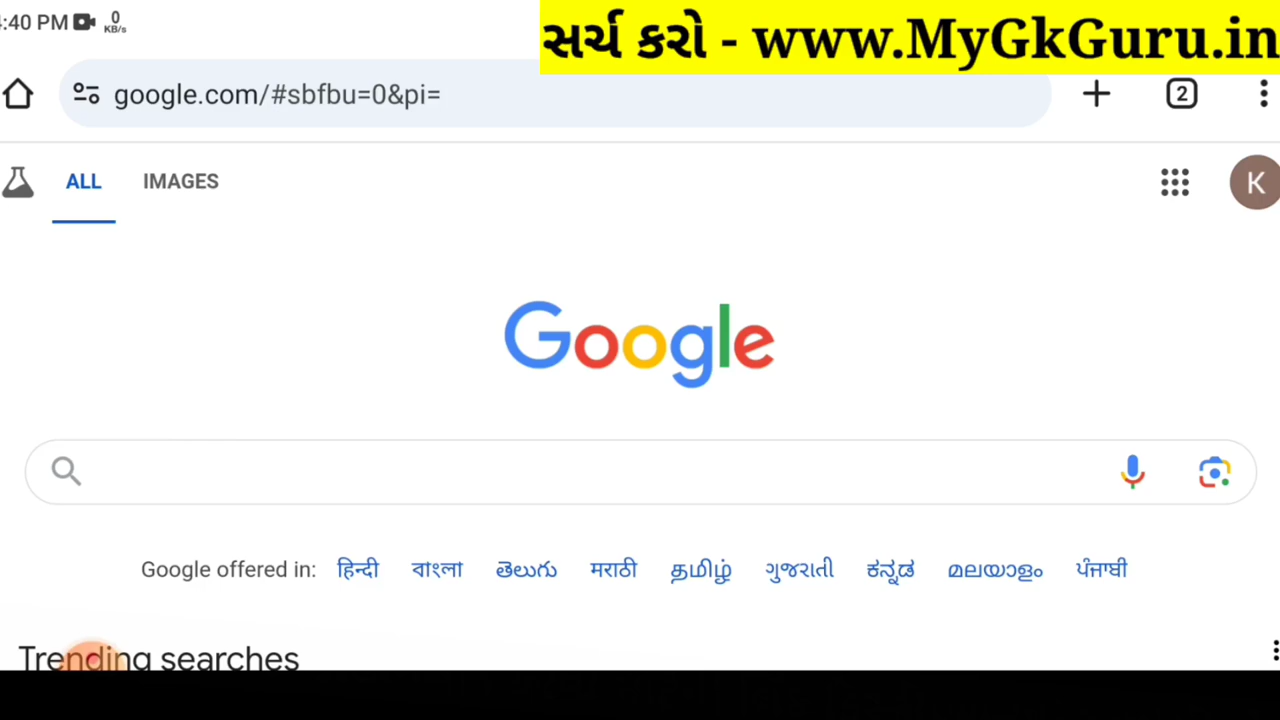 :40 PM 0 KB/s
સર્ચ કરો - www.MyGkGuru.in
google.com/#sbfbu=0&pi=
2
ALL IMAGES
K
Google
Google offered in: हिन्दी বাংলা తెలుగు मराठी தமிழ் ગુજરાતી ಕನ್ನಡ മലയാളം ਪੰਜਾਬੀ
Trending searches